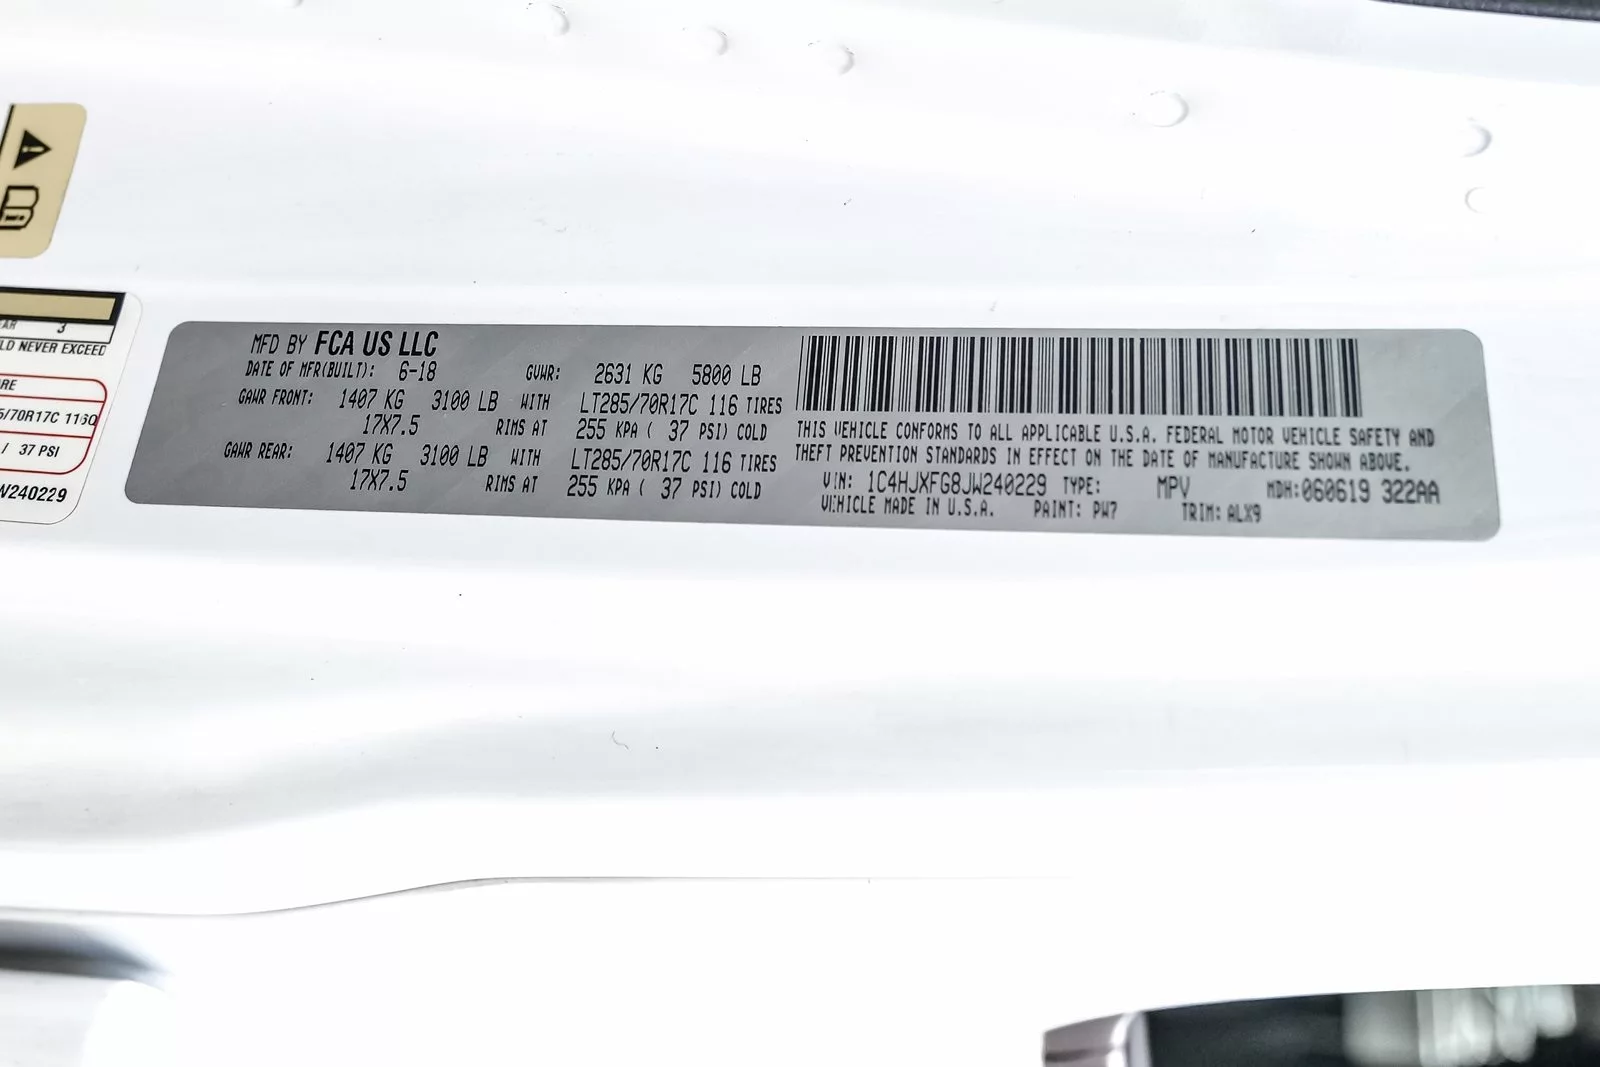 3
LD NEVER EXCEED
5/70R17C 116Q
/ 37 PSI
W240229
MFD BY FCA US LLC
DATE OF MFR(BUILT): 6-18 GVWR: 2631 KG 5800 LB
GAWR FRONT: 1407 KG 3100 LB WITH LT285/70R17C 116 TIRES
17X7.5 RIMS AT 255 KPA ( 37 PSI) COLD
GAWR REAR: 1407 KG 3100 LB WITH LT285/70R17C 116 TIRES
17X7.5 RIMS AT 255 KPA ( 37 PSI) COLD
THIS VEHICLE CONFORMS TO ALL APPLICABLE U.S.A. FEDERAL MOTOR VEHICLE SAFETY AND
THEFT PREVENTION STANDARDS IN EFFECT ON THE DATE OF MANUFACTURE SHOWN ABOVE.
VIN: 1C4HJXFG8JW240229 TYPE: MPV MDH:060619 322AA
VEHICLE MADE IN U.S.A. PAINT: PW7 TRIM: ALX9